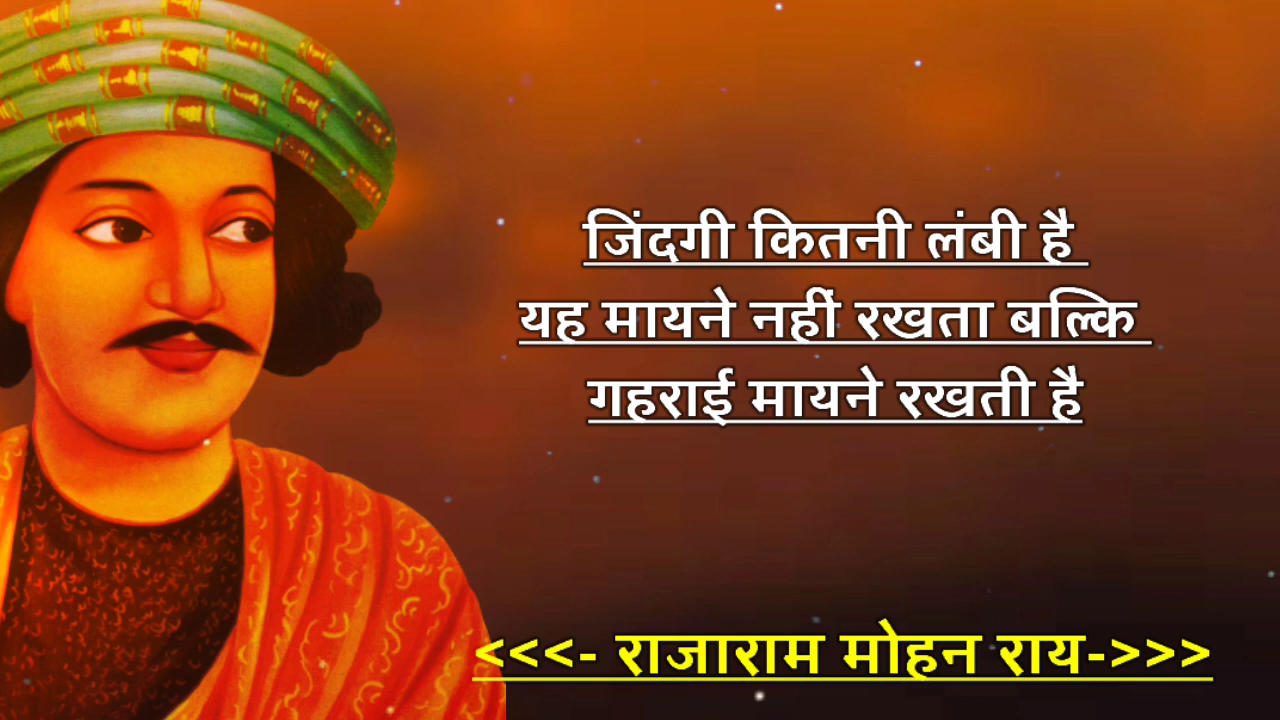 जिंदगी कितनी लंबी है
यह मायने नहीं रखता बल्कि
गहराई मायने रखती है
<<<- राजाराम मोहन राय->>>